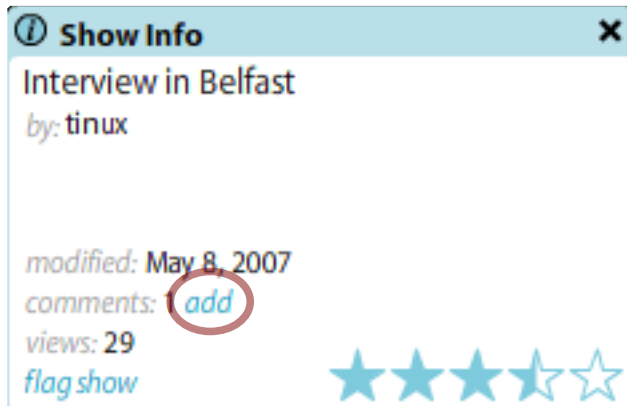 Show Info
Interview in Belfast
by: tinux
modified: May 8, 2007
comments: 1 add
views: 29
flag show